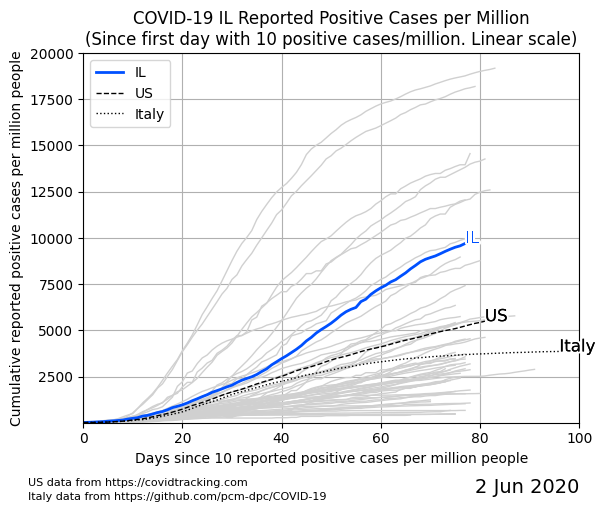 COVID-19 IL Reported Positive Cases per Million
(Since first day with 10 positive cases/million. Linear scale)
Cumulative reported positive cases per million people
20000
17500
15000
12500
10000
7500
5000
2500
IL
US
Italy
IL
US
Italy
0
20
40
60
80
100
Days since 10 reported positive cases per million people
US data from https://covidtracking.com
Italy data from https://github.com/pcm-dpc/COVID-19
2 Jun 2020